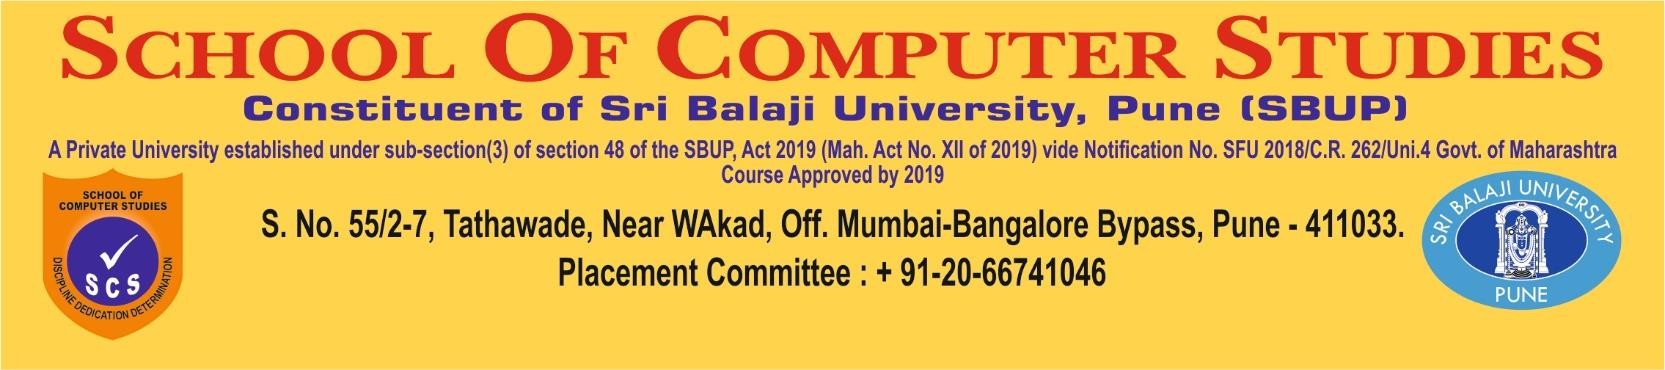 SCHOOL OF COMPUTER STUDIES
Constituent of Sri Balaji University, Pune (SBUP)
A Private University established under sub-section(3) of section 48 of the SBUP, Act 2019 (Mah. Act No. XII of 2019) vide Notification No. SFU 2018/C.R. 262/Uni.4 Govt. of Maharashtra
Course Approved by 2019
SCHOOL OF
COMPUTER STUDIES
SCS
DISCIPLINE DEDICATION DETERMINATION
S. No. 55/2-7, Tathawade, Near WAkad, Off. Mumbai-Bangalore Bypass, Pune - 411033.
Placement Committee : + 91-20-66741046
SRI BALAJI UNIVERSITY
PUNE